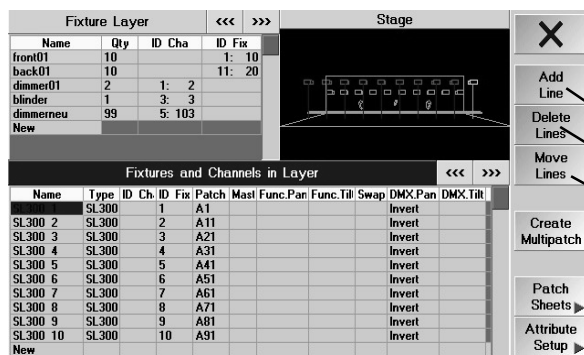 Fixture Layer <<< >>> Stage
Name Qty ID Cha ID Fix
front01 10 1: 10
back01 10 11: 20
dimmer01 2 1: 2
blinder 1 3: 3
dimmerneu 99 5: 103
New
Add Line
Delete Lines
Move Lines
Fixtures and Channels in Layer <<< >>>
Name Type ID Ch. ID Fix Patch Mast Func.Pan Func.Tilt Swap DMX.Pan DMX.Tilt
SL300 1 SL300 1 A1 Invert
SL300 2 SL300 2 A11 Invert
SL300 3 SL300 3 A21 Invert
SL300 4 SL300 4 A31 Invert
SL300 5 SL300 5 A41 Invert
SL300 6 SL300 6 A51 Invert
SL300 7 SL300 7 A61 Invert
SL300 8 SL300 8 A71 Invert
SL300 9 SL300 9 A81 Invert
SL300 10 SL300 10 A91 Invert
New
Create Multipatch
Patch Sheets
Attribute Setup